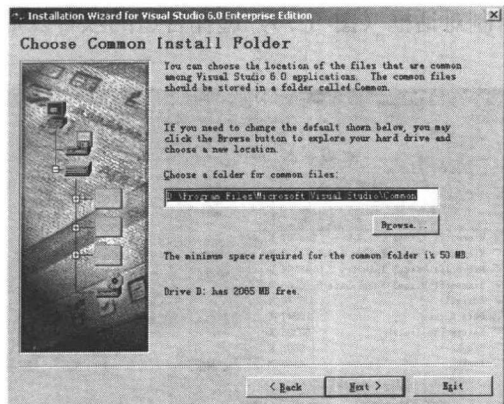 Installation Wizard for Visual Studio 6.0 Enterprise Edition
Choose Common Install Folder
You can choose the location of the files that are common
among Visual Studio 6.0 applications. The common files
should be stored in a folder called Common.
If you need to change the default shown below, you may
click the Browse button to explore your hard drive and
choose a new location.
Choose a folder for common files:
D:\Program Files\Microsoft Visual Studio\Common
Browse...
The minimum space required for the common folder is 50 MB.
Drive D: has 2065 MB free.
< Back
Next >
Exit